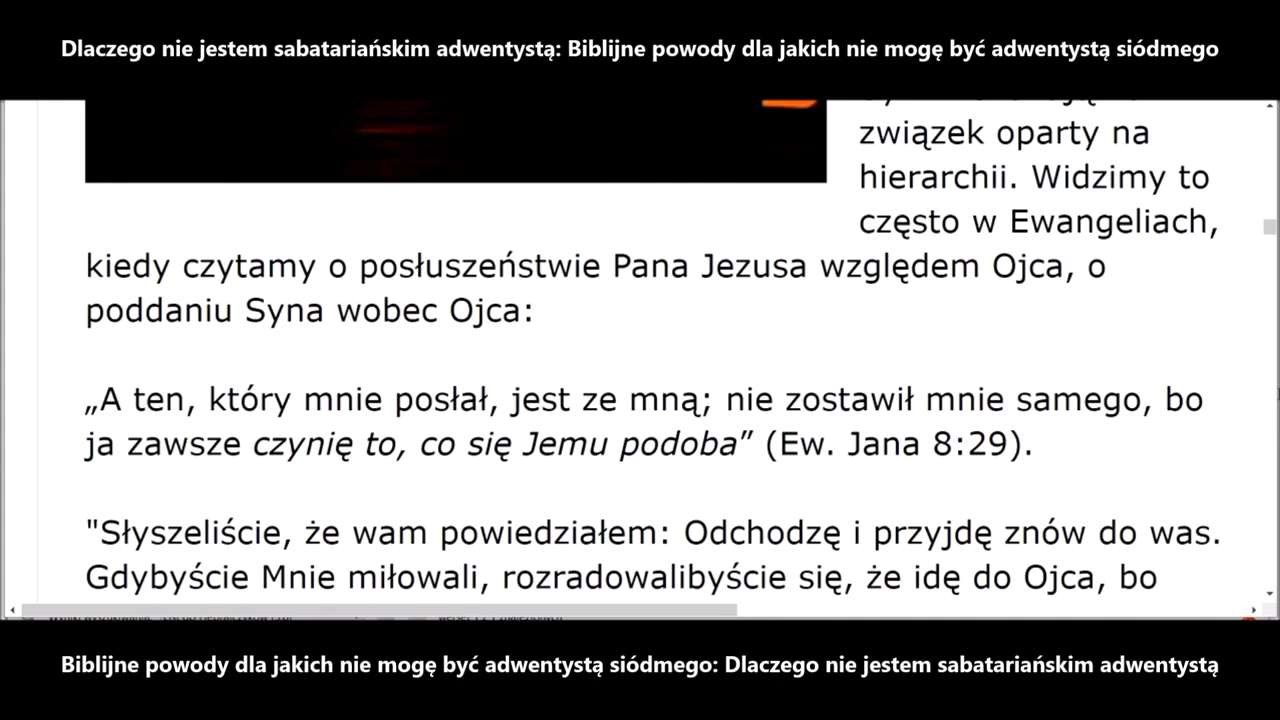 Dlaczego nie jestem sabatariańskim adwentystą: Biblijne powody dla jakich nie mogę być adwentystą siódmego
związek oparty na
hierarchii. Widzimy to
często w Ewangeliach,
kiedy czytamy o posłuszeństwie Pana Jezusa względem Ojca, o
poddaniu Syna wobec Ojca:
„A ten, który mnie posłał, jest ze mną; nie zostawił mnie samego, bo
ja zawsze czynię to, co się Jemu podoba” (Ew. Jana 8:29).
"Słyszeliście, że wam powiedziałem: Odchodzę i przyjdę znów do was.
Gdybyście Mnie miłowali, rozradowalibyście się, że idę do Ojca, bo
Biblijne powody dla jakich nie mogę być adwentystą siódmego: Dlaczego nie jestem sabatariańskim adwentystą